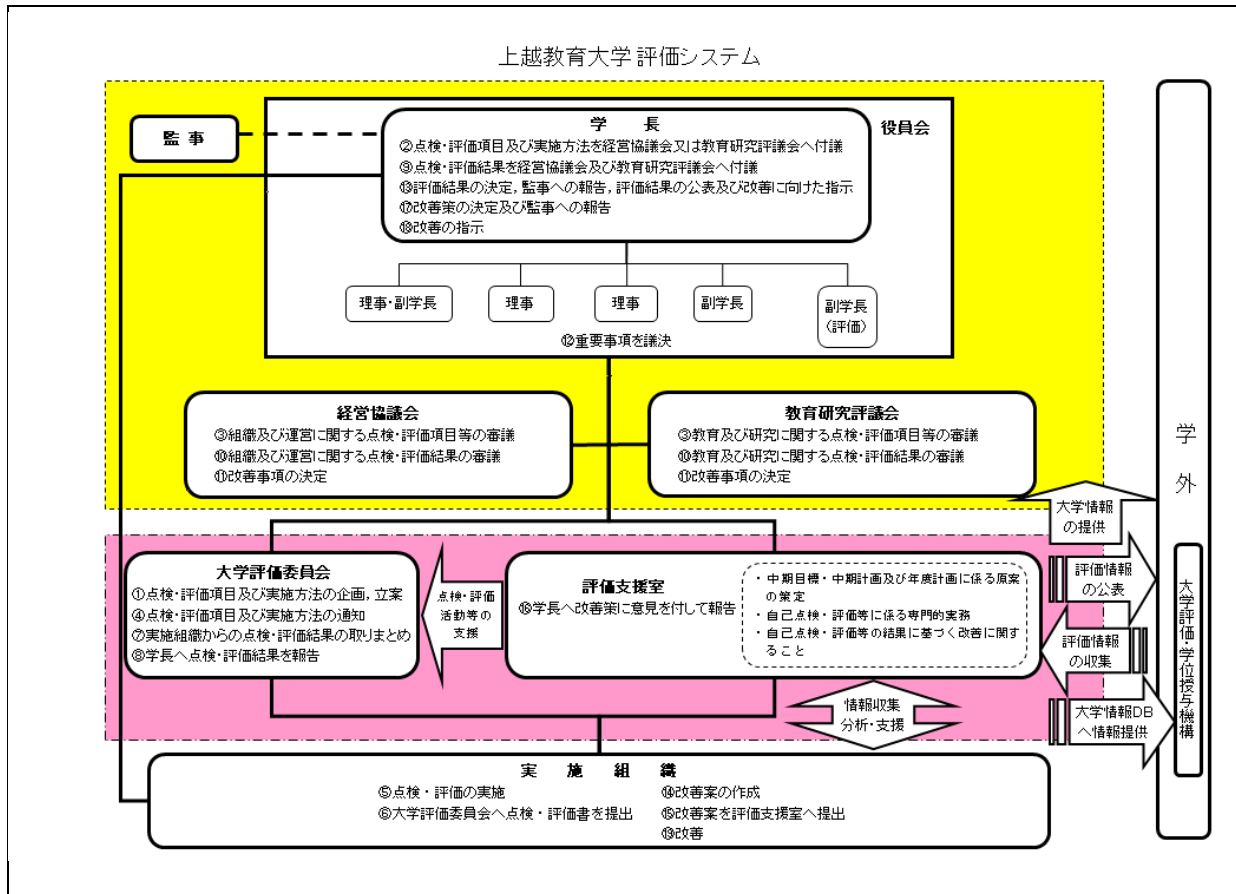 上越教育大学 評価システム
監 事
役員会
学 長
②点検・評価項目及び実施方法を経営協議会又は教育研究評議会へ付議
⑨点検・評価結果を経営協議会及び教育研究評議会へ付議
⑬評価結果の決定，監事への報告，評価結果の公表及び改善に向けた指示
⑰改善策の決定及び監事への報告
⑱改善の指示
理事・副学長
理事
理事
副学長
副学長
（評価）
⑫重要事項を議決
経営協議会
③組織及び運営に関する点検・評価項目等の審議
⑩組織及び運営に関する点検・評価結果の審議
⑪改善事項の決定
教育研究評議会
③教育及び研究に関する点検・評価項目等の審議
⑩教育及び研究に関する点検・評価結果の審議
⑪改善事項の決定
大学評価委員会
①点検・評価項目及び実施方法の企画，立案
④点検・評価項目及び実施方法の通知
⑦実施組織からの点検・評価結果の取りまとめ
⑧学長へ点検・評価結果を報告
点検・評価
活動等の
支援
評価支援室
⑯学長へ改善策に意見を付して報告
・中期目標・中期計画及び年度計画に係る原案
の策定
・自己点検・評価等に係る専門的実務
・自己点検・評価等の結果に基づく改善に関す
ること
情報収集
分析・支援
実 施 組 織
⑤点検・評価の実施
⑥大学評価委員会へ点検・評価書を提出
⑭改善案の作成
⑮改善案を評価支援室へ提出
⑲改善
大学情報
の提供
評価情報
の公表
評価情報
の収集
大学情報DB
へ情報提供
学 外
大学評価・学位授与機構